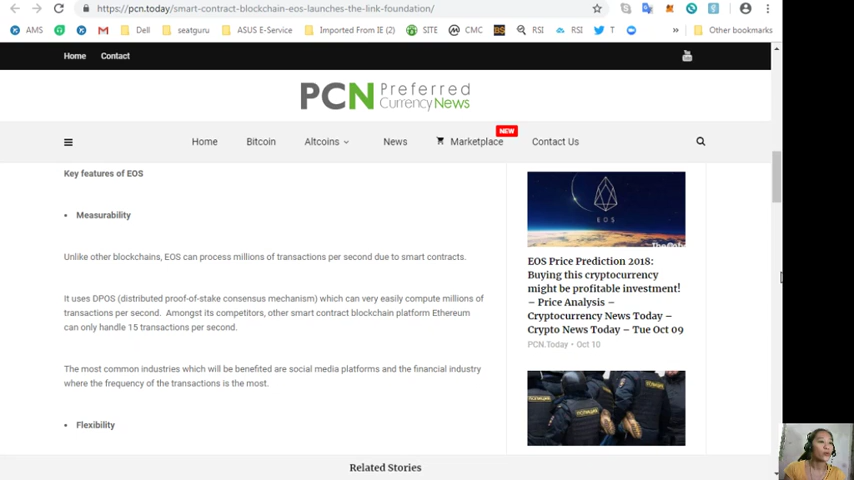 https://pcn.today/smart-contract-blockchain-eos-launches-the-link-foundation/
AMS
Dell
seatguru
ASUS E-Service
Imported From IE (2)
SITE
CMC
BS
RSI
RSI
T
»
Other bookmarks
Home
Contact
PCN Preferred
CurrencyNews
NEW
Home
Bitcoin
Altcoins
News
Marketplace
Contact Us
Key features of EOS
• Measurability
Unlike other blockchains, EOS can process millions of transactions per second due to smart contracts.
It uses DPOS (distributed proof-of-stake consensus mechanism) which can very easily compute millions of
transactions per second. Amongst its competitors, other smart contract blockchain platform Ethereum
can only handle 15 transactions per second.
The most common industries which will be benefited are social media platforms and the financial industry
where the frequency of the transactions is the most.
• Flexibility
EOS
EOS Price Prediction 2018:
Buying this cryptocurrency
might be profitable investment!
– Price Analysis –
Cryptocurrency News Today –
Crypto News Today – Tue Oct 09
PCN.Today • Oct 10
Related Stories